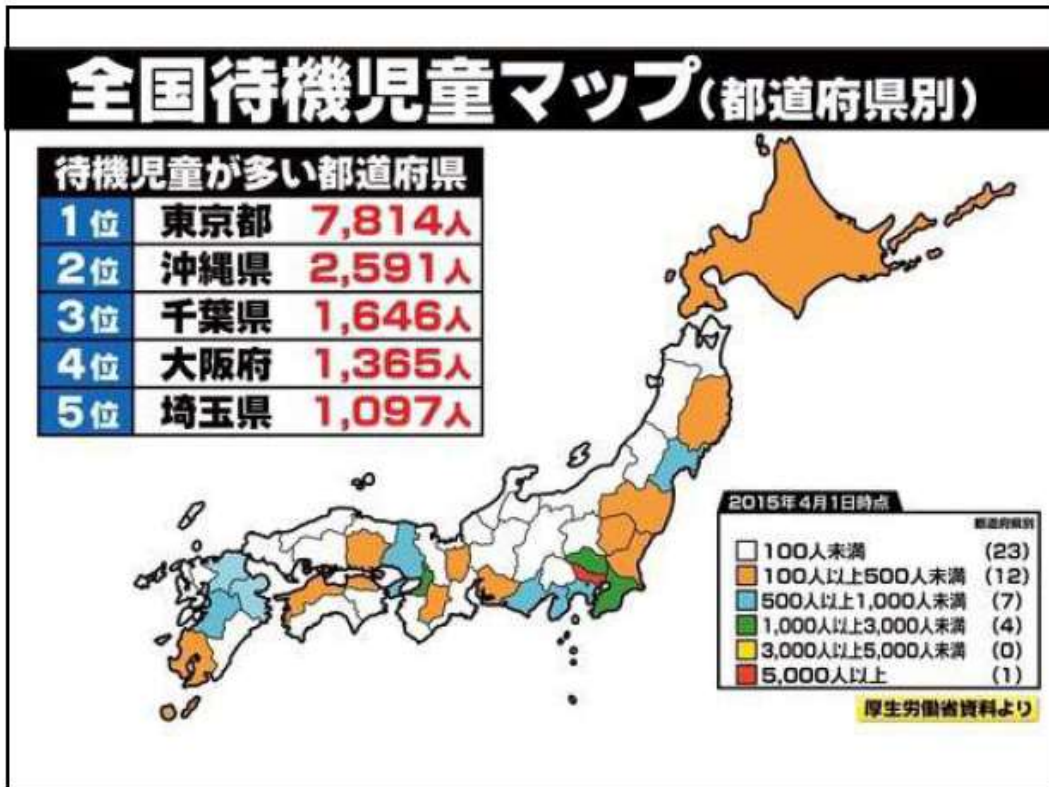 全国待機児童マップ(都道府県別)
待機児童が多い都道府県
1位 東京都 7,814人
2位 沖縄県 2,591人
3位 千葉県 1,646人
4位 大阪府 1,365人
5位 埼玉県 1,097人
2015年4月1日時点
都道府県別
100人未満 (23)
100人以上500人未満 (12)
500人以上1,000人未満 (7)
1,000人以上3,000人未満 (4)
3,000人以上5,000人未満 (0)
5,000人以上 (1)
厚生労働省資料より